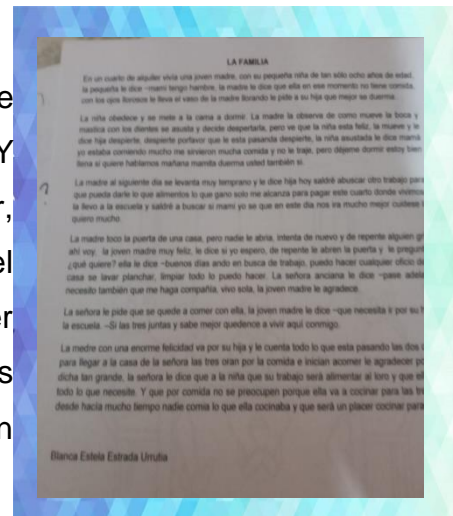 e
Y
r,
el
er
s
n
LA FAMILIA
En un cuarto de alquiler vivía una joven madre, con su pequeña niña de tan sólo ocho años de edad,
la pequeña le dice –mami tengo hambre, la madre le dice que ella en ese momento no tiene comida,
con los ojos llorosos le lleva el vaso de la madre llorando le pide a su hija que mejor se duerma.
La niña obedece y se mete a la cama a dormir. La madre la observa de como mueve la boca y
mastica con los dientes se asusta y decide despertarla, pero ve que la niña esta feliz, la mueve y le
dice hija despierte, despierte porfavor que le esta pasanda despierte, la niña asustada le dice mamá
yo estaba comiendo mucho me sirvieron mucha comida y no le traje, pero déjeme dormir estoy bien
llena si quiere hablamos mañana mamita duerma usted también si.
La madre al siguiente dia se levanta muy temprano y le dice hija hoy saldré abuscar otro trabajo para
que pueda darle lo que alimentos lo que gano solo me alcanza para pagar este cuarto donde vivimos
la llevo a la escuela y saldré a buscar si mami yo se que en este dia nos ira mucho mejor cuidese
quiero mucho.
La madre toco la puerta de una casa, pero nadie le abria, intenta de nuevo y de repente alguien
ahí voy, la joven madre muy feliz, le dice si yo espero, de repente le abren la puerta y le
¿qué quiere? ella le dice –buenos días ando en busca de trabajo, puedo hacer cualquier oficio de
casa se lavar planchar, limpiar todo lo puedo hacer. La señora anciana le dice –pase
necesito también que me haga compañía, vivo sola, la joven madre le agradece.
La señora le pide que se quede a comer con ella, la joven madre le dice –que necesita ir por su
la escuela. –Si las tres juntas y sabe mejor quedence a vivir aquí conmigo.
La medre con una enorme felicidad va por su hija y le cuenta todo lo que esta pasando las dos
para llegar a la casa de la señora las tres oran por la comida e inician acomer le agradecer
dicha tan grande, la señora le dice que a la niña que su trabajo será alimentar al loro y que
todo lo que necesite. Y que por comida no se preocupen porque ella va a cocinar para las
desde hacía mucho tiempo nadie comia lo que ella cocinaba y que será un placer cocinar para
Blanca Estela Estrada Urrutia